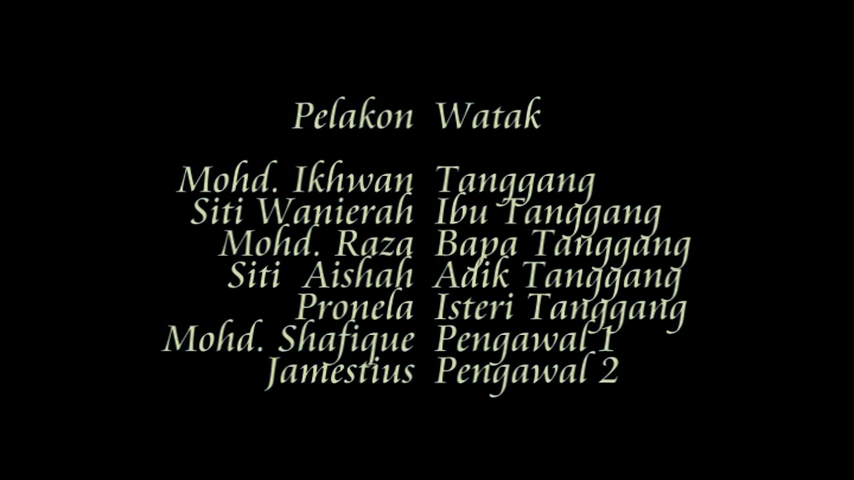 Pelakon Watak
Mohd. Ikhwan Tanggang
Siti Wanierah Ibu Tanggang
Mohd. Raza Bapa Tanggang
Siti Aishah Adik Tanggang
Pronela Isteri Tanggang
Mohd. Shafique Pengawal 1
Jamestius Pengawal 2